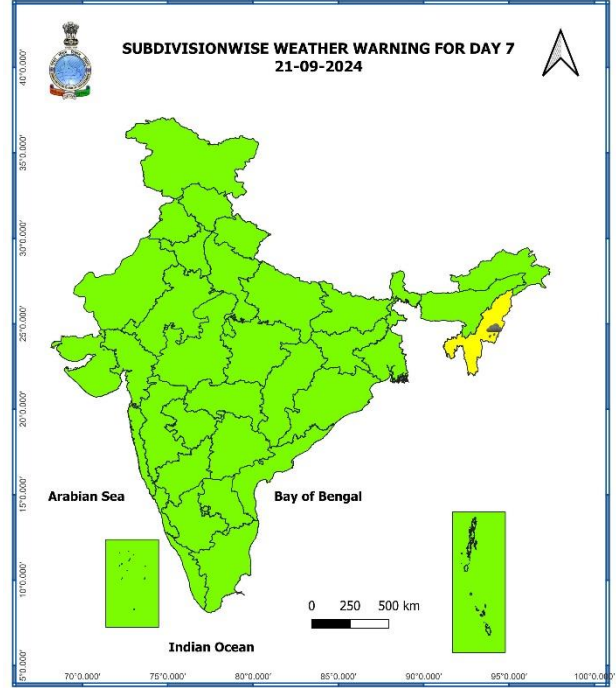 SUBDIVISIONWISE WEATHER WARNING FOR DAY 7
21-09-2024
40°0.000'
35°0.000'
30°0.000'
25°0.000'
20°0.000'
15°0.000'
10°0.000'
5°0.000'
Arabian Sea
Bay of Bengal
0 250 500 km
Indian Ocean
70°0.000' 75°0.000' 80°0.000' 85°0.000' 90°0.000' 95°0.000' 100°0.000'